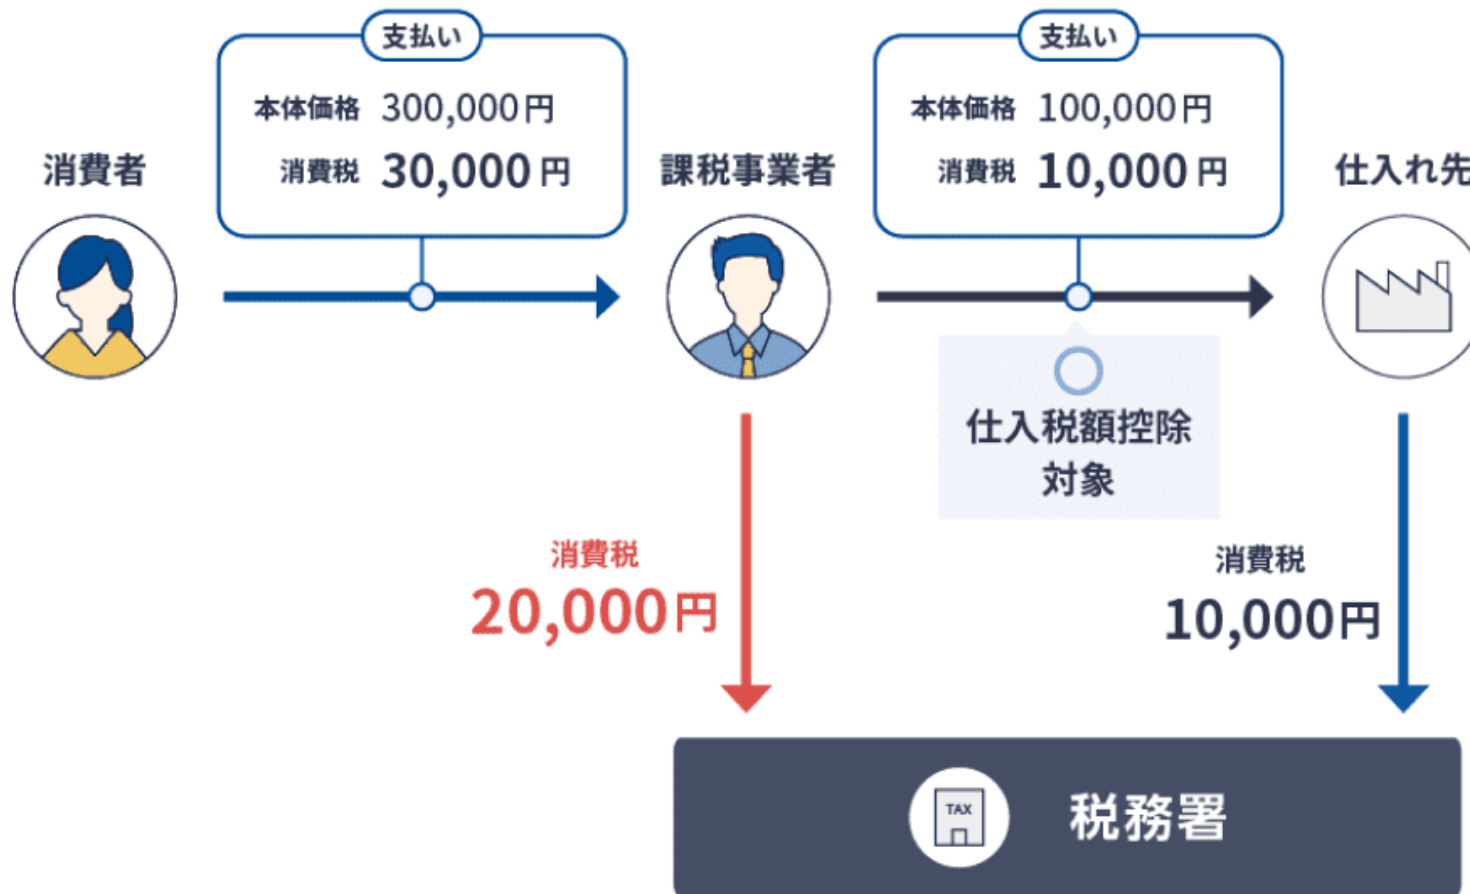 支払い
本体価格 300,000円
消費税 30,000円
支払い
本体価格 100,000円
消費税 10,000円
消費者
課税事業者
仕入れ先
仕入税額控除
対象
消費税
20,000円
消費税
10,000円
TAX
税務署